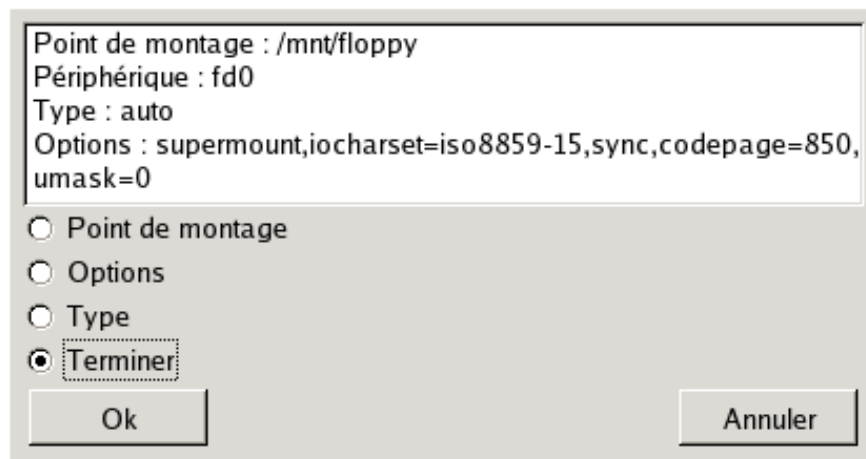 Point de montage : /mnt/floppy
Périphérique : fd0
Type : auto
Options : supermount,iocharset=iso8859-15,sync,codepage=850,
umask=0
Point de montage
Options
Type
Terminer
Ok
Annuler